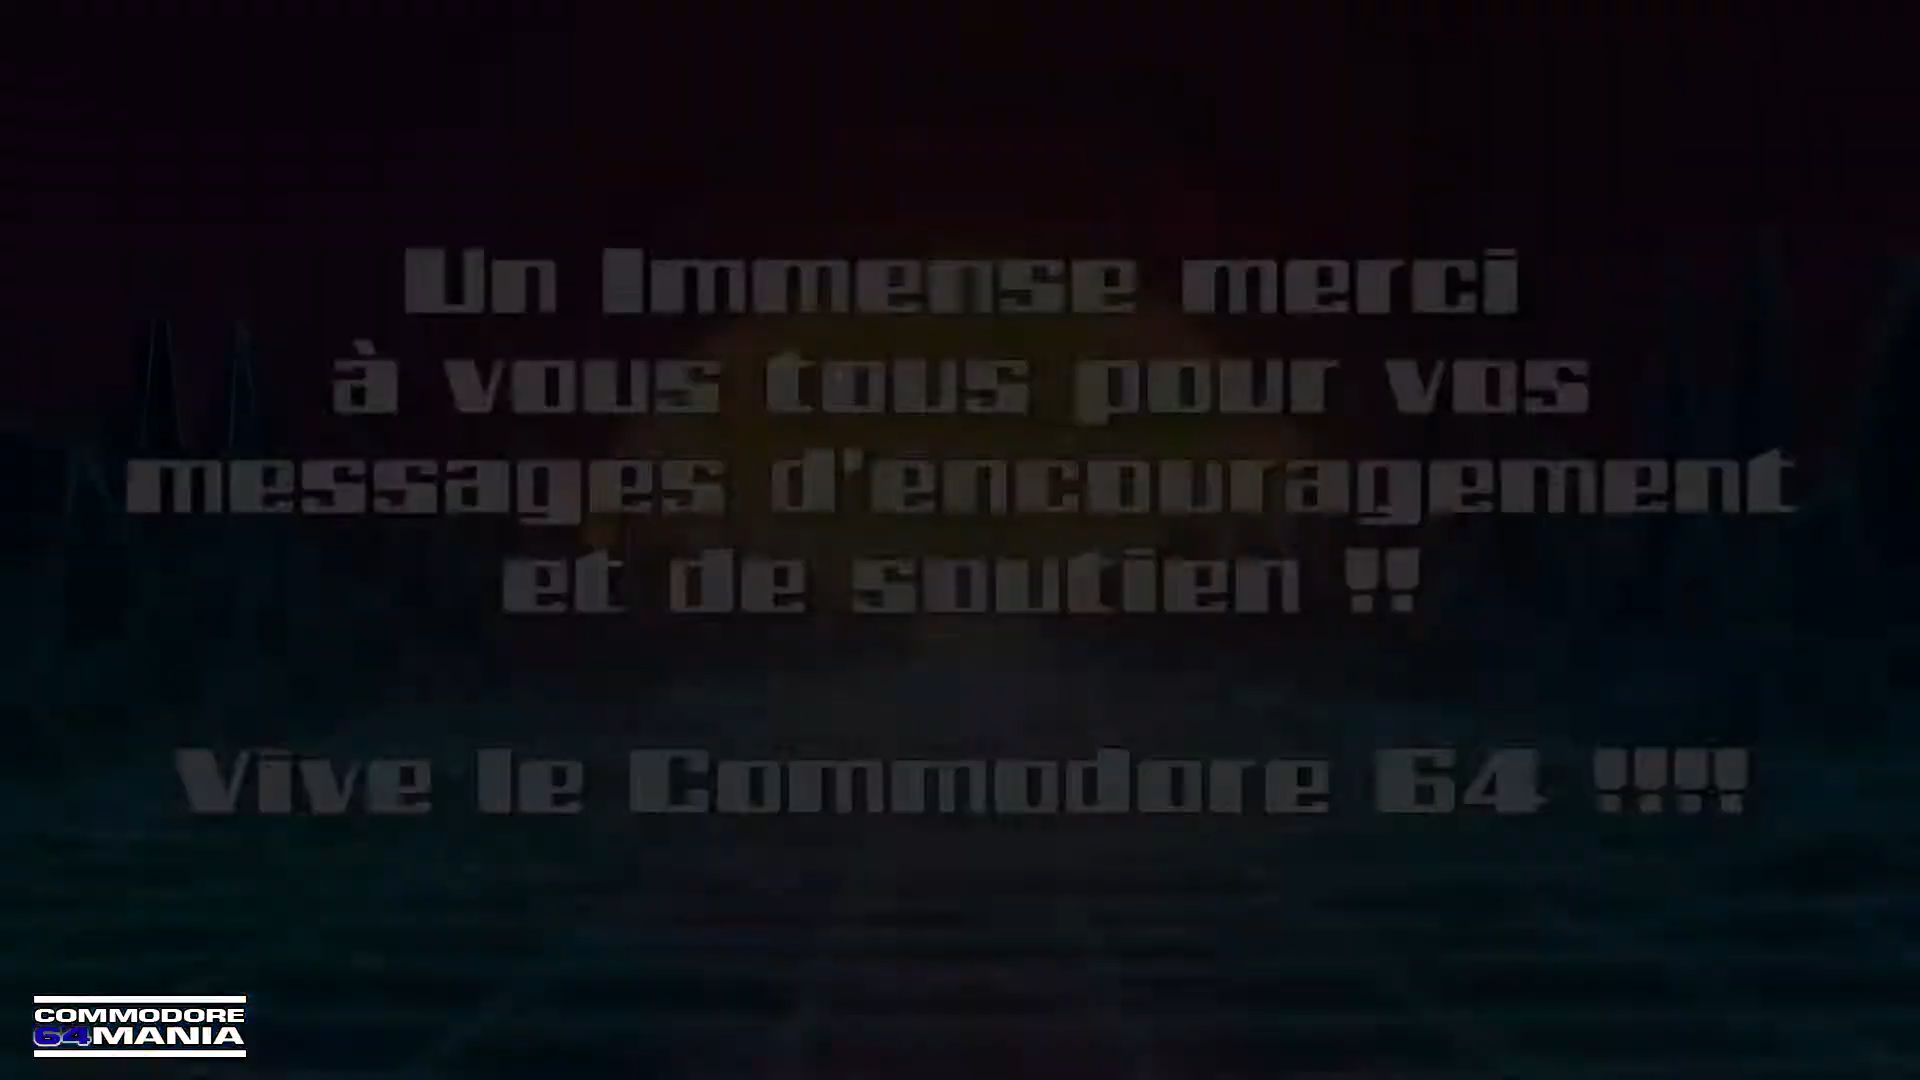 Un Immense merci
à vous tous pour vos
messages d'encouragement
et de soutien !!
Vive le Commodore 64 !!!!
COMMODORE
64MANIA